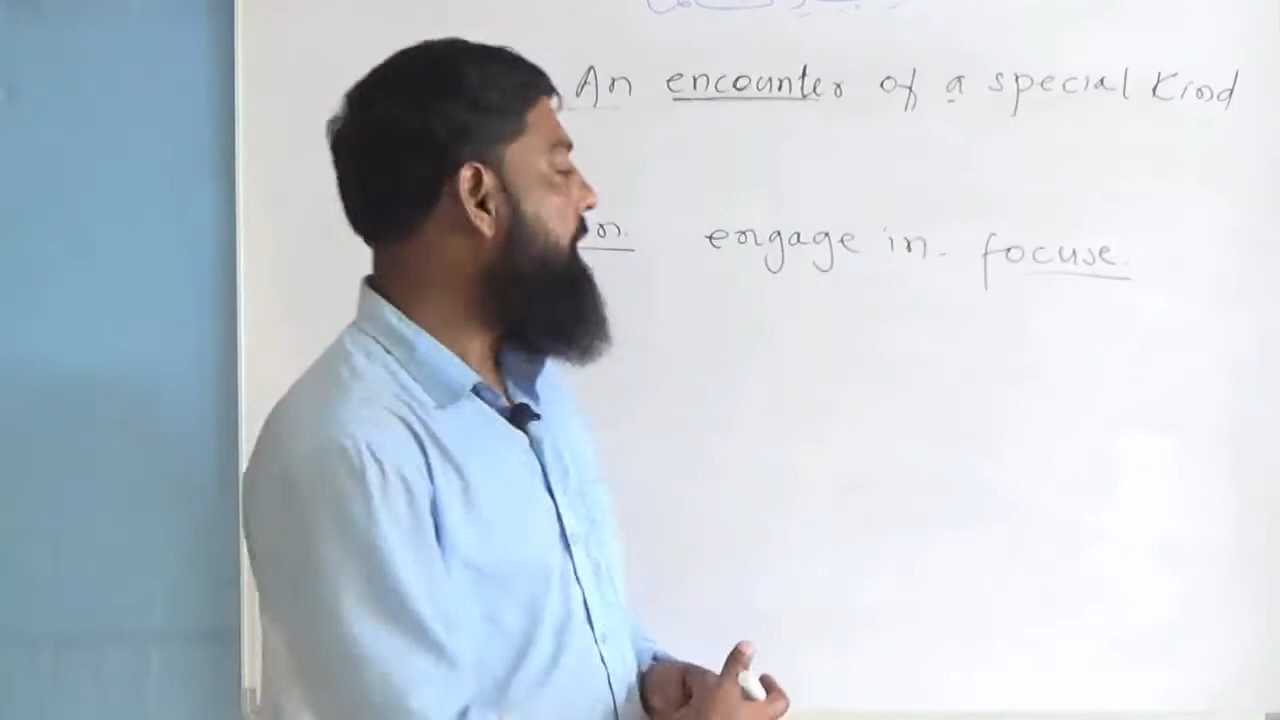 An encounter of a special Kind
n. engage in. focuse.